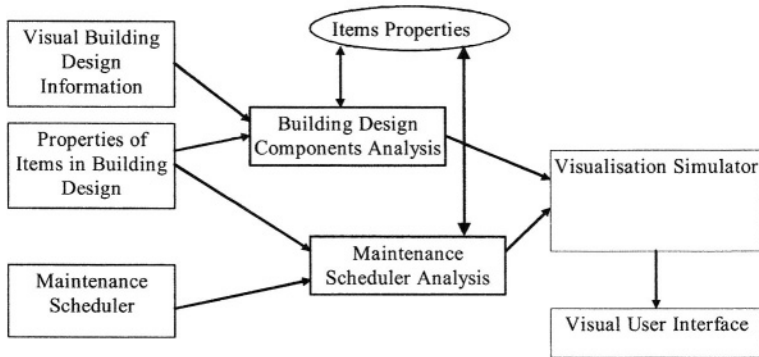 Visual Building
Design
Information
Items Properties
Properties of
Items in Building
Design
Building Design
Components Analysis
Visualisation Simulator
Maintenance
Scheduler Analysis
Maintenance
Scheduler
Visual User Interface